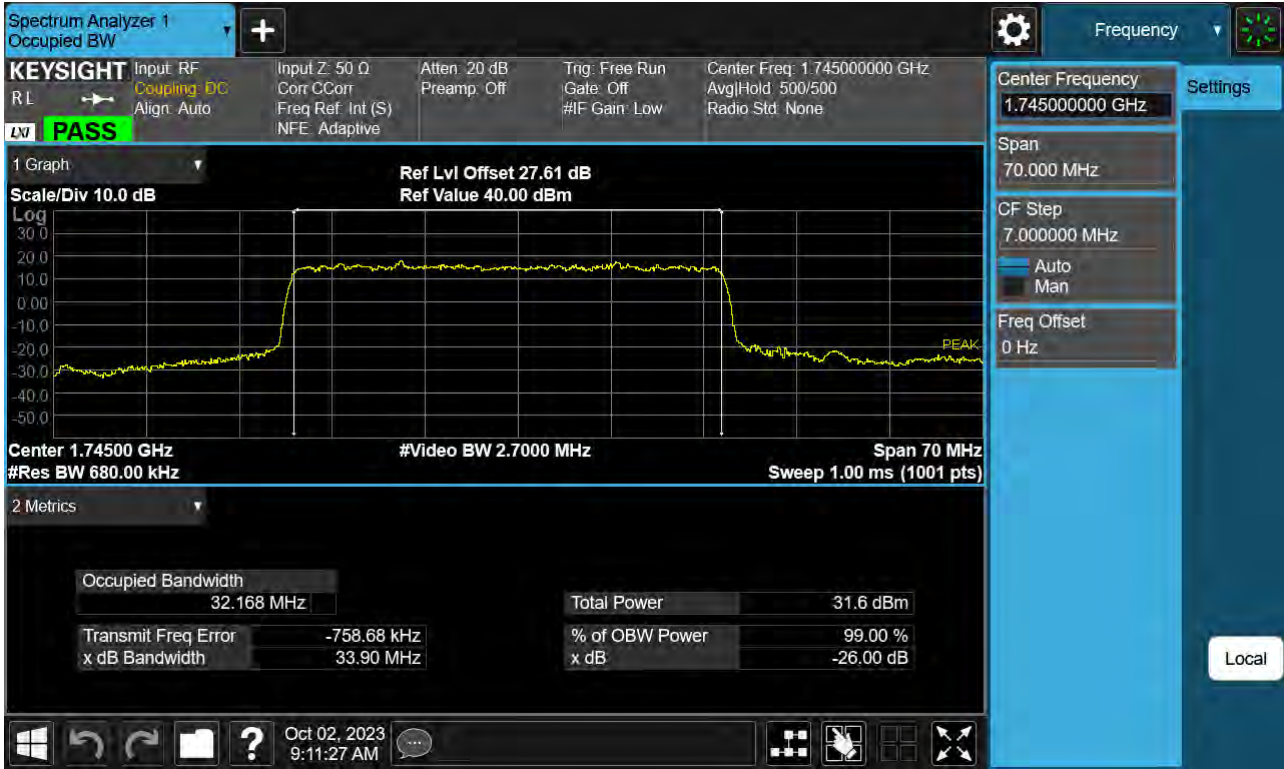 Spectrum Analyzer 1
Occupied BW
+
Frequency
KEYSIGHT
RL
LXI
PASS
Input: RF
Coupling: DC
Align: Auto
Input Z: 50 Ω
Corr CCorr
Freq Ref: Int (S)
NFE: Adaptive
Atten: 20 dB
Preamp: Off
Trig: Free Run
Gate: Off
#IF Gain: Low
Center Freq: 1.745000000 GHz
Avg|Hold: 500/500
Radio Std: None
1 Graph
Scale/Div 10.0 dB
Ref Lvl Offset 27.61 dB
Ref Value 40.00 dBm
Log
30.0
20.0
10.0
0.00
-10.0
-20.0
-30.0
-40.0
-50.0
PEAK
Center 1.74500 GHz
#Video BW 2.7000 MHz
Span 70 MHz
#Res BW 680.00 kHz
Sweep 1.00 ms (1001 pts)
2 Metrics
Occupied Bandwidth
32.168 MHz
Total Power 31.6 dBm
Transmit Freq Error -758.68 kHz
% of OBW Power 99.00 %
x dB Bandwidth 33.90 MHz
x dB -26.00 dB
Center Frequency
1.745000000 GHz
Settings
Span
70.000 MHz
CF Step
7.000000 MHz
Auto
Man
Freq Offset
0 Hz
Local
?
Oct 02, 2023
9:11:27 AM